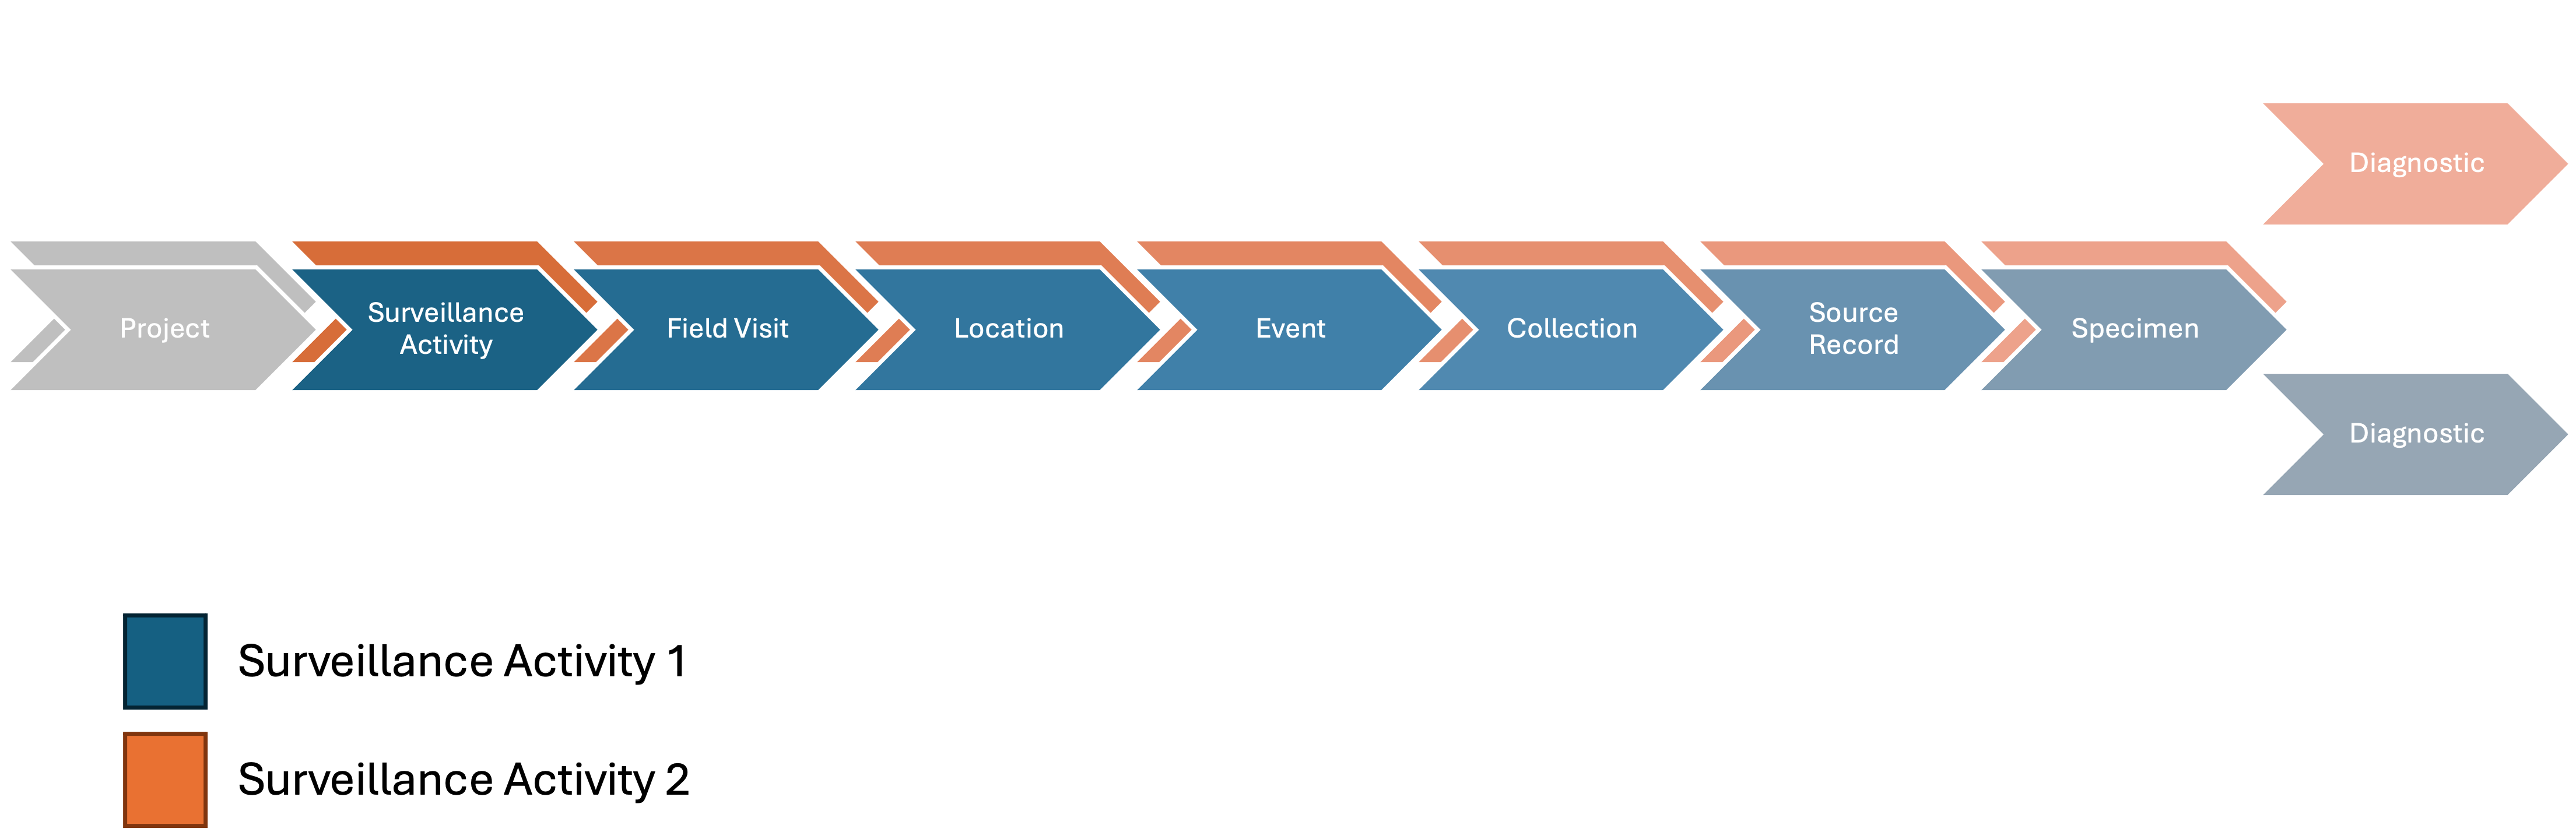 Diagnostic
Project
Surveillance
Activity
Field Visit
Location
Event
Collection
Source
Record
Specimen
Diagnostic
Surveillance Activity 1
Surveillance Activity 2